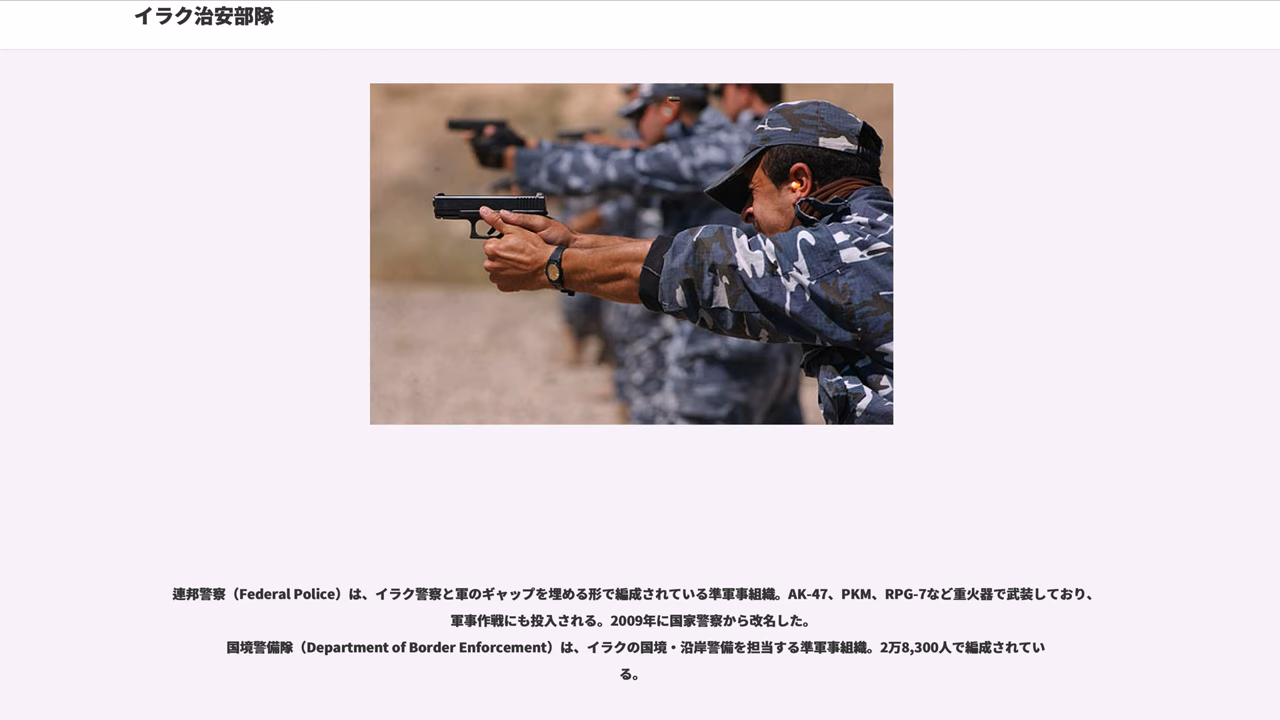 イラク治安部隊
連邦警察（Federal Police）は、イラク警察と軍のギャップを埋める形で編成されている準軍事組織。AK-47、PKM、RPG-7など重火器で武装しており、
軍事作戦にも投入される。2009年に国家警察から改名した。
国境警備隊（Department of Border Enforcement）は、イラクの国境・沿岸警備を担当する準軍事組織。2万8,300人で編成されてい
る。